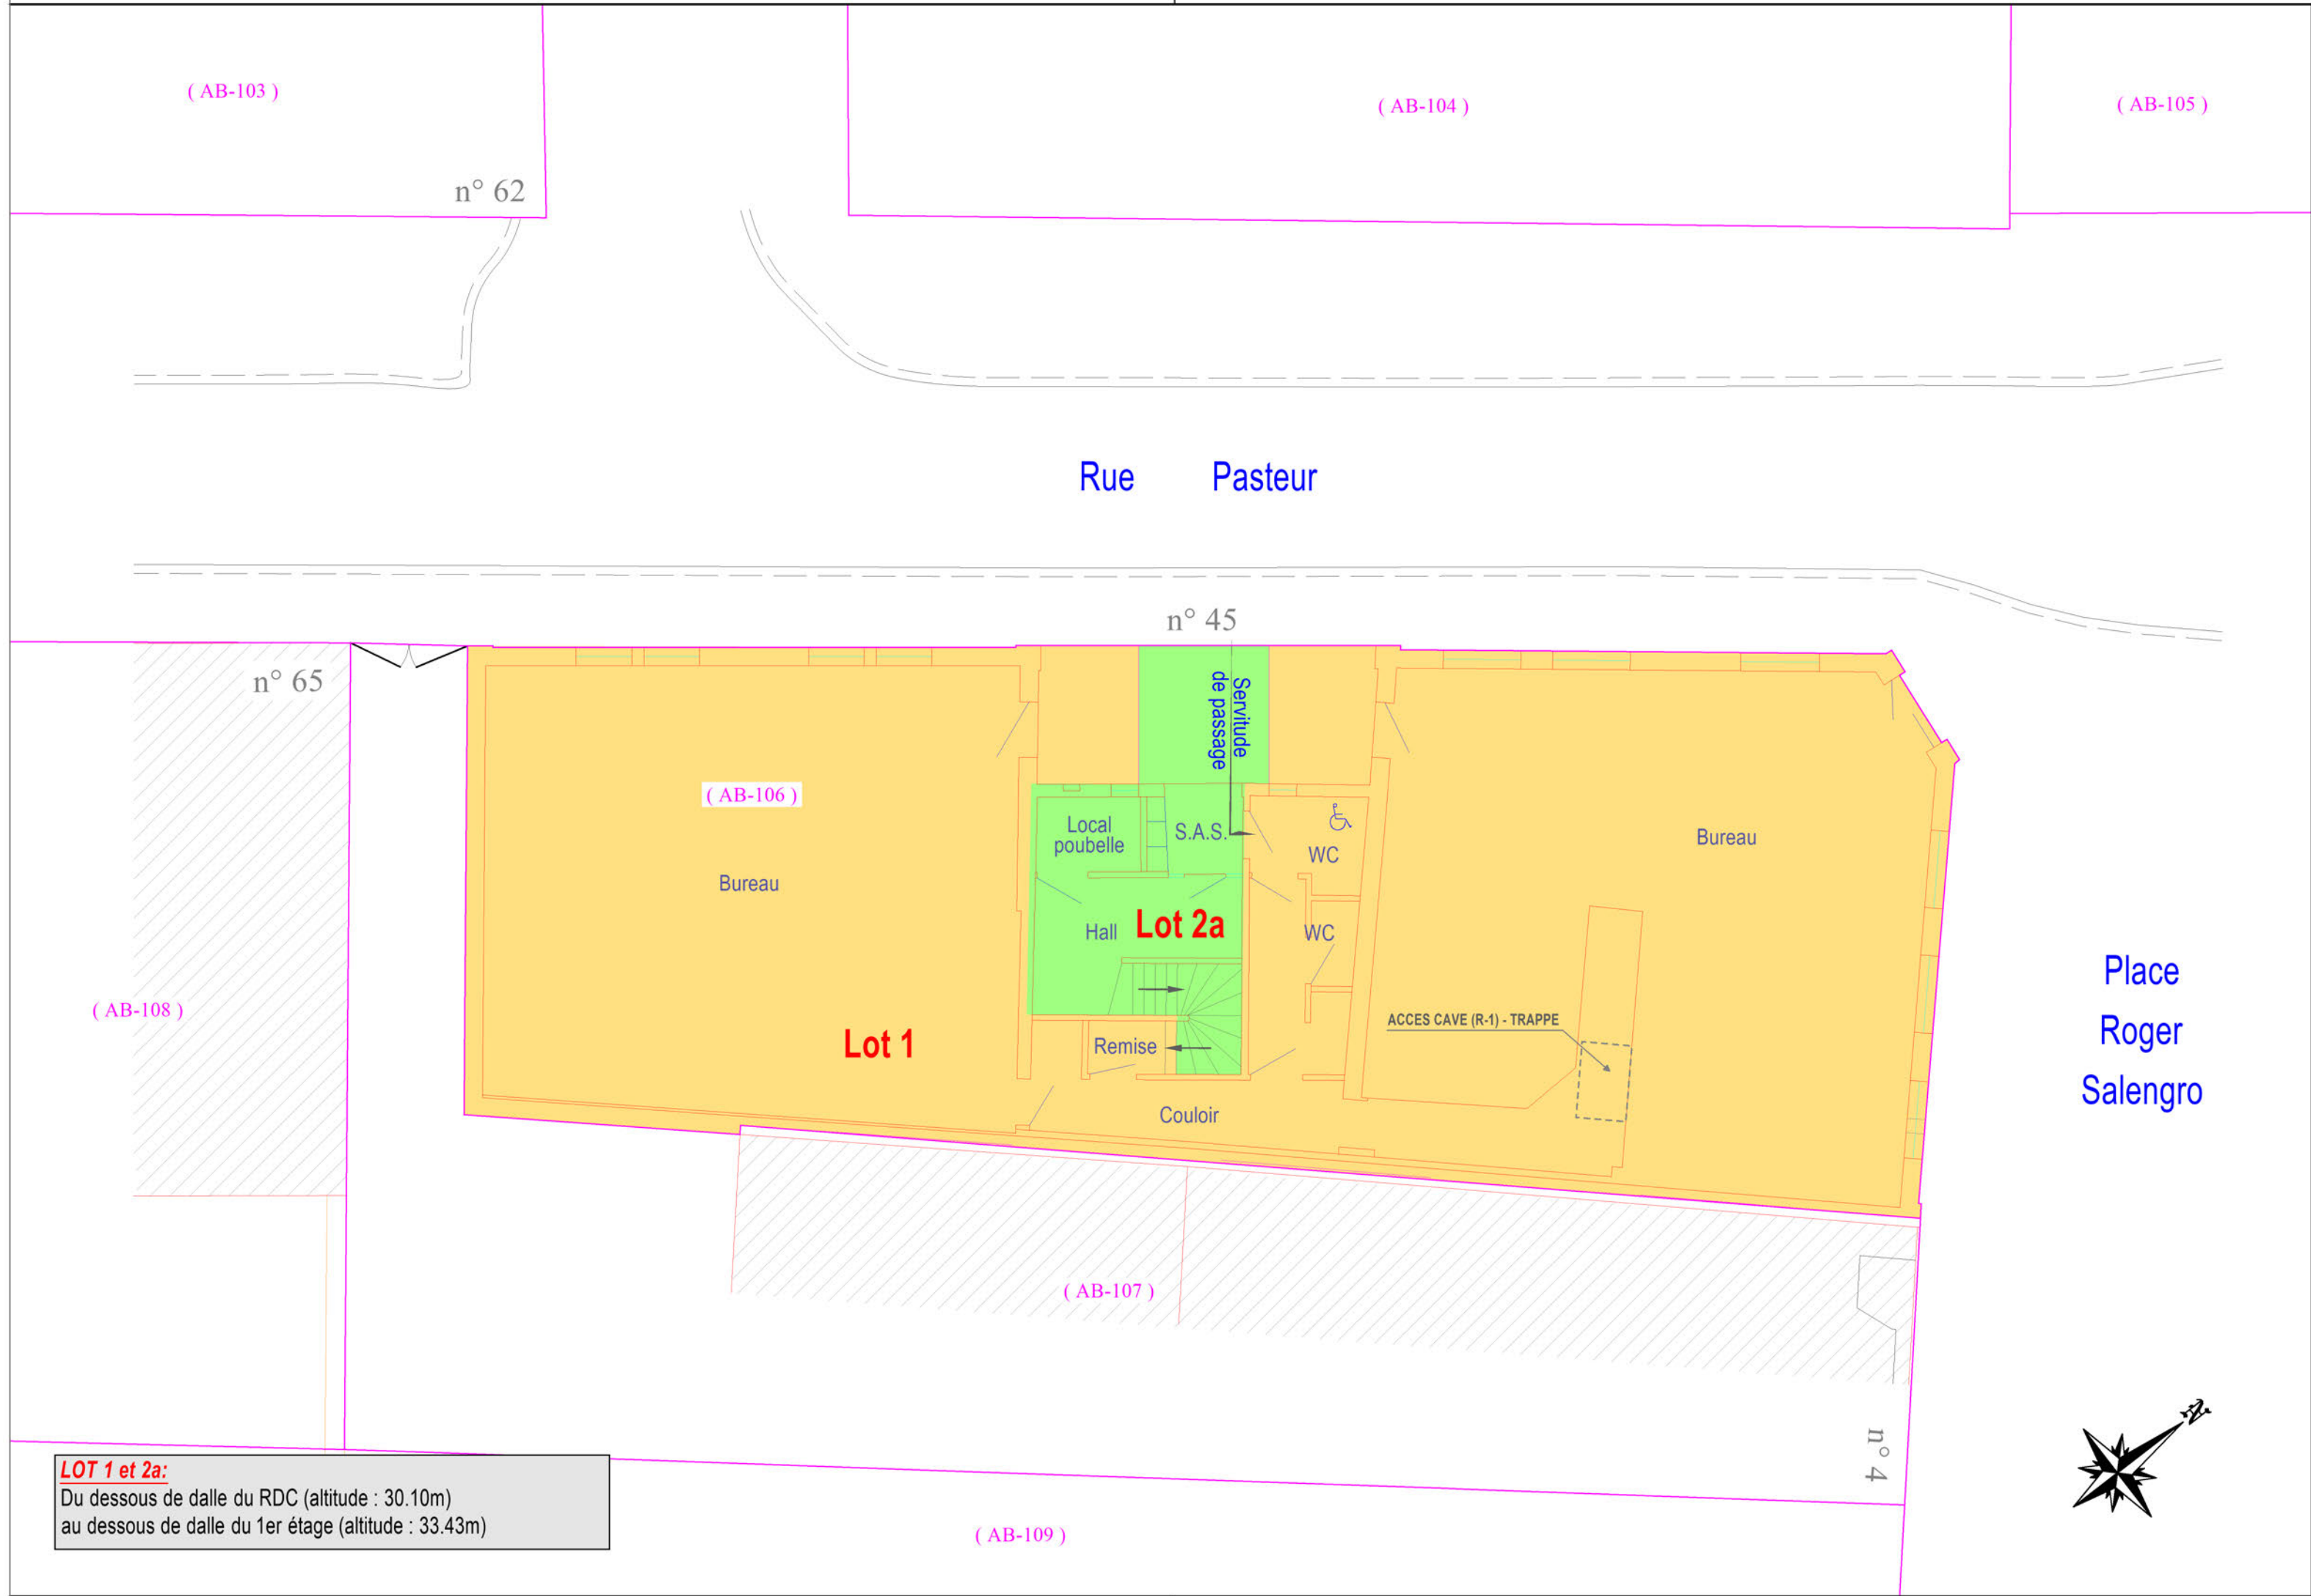 ( AB-103 )
( AB-104 )
( AB-105 )
n° 62
Rue Pasteur
n° 45
n° 65
Servitude
de passage
( AB-106 )
Local
poubelle
S.A.S.
WC
Bureau
Bureau
Hall
Lot 2a
WC
Place
Roger
Salengro
( AB-108 )
ACCES CAVE (R-1) - TRAPPE
Lot 1
Remise
Couloir
( AB-107 )
N
n° 4
LOT 1 et 2a:
Du dessous de dalle du RDC (altitude : 30.10m)
au dessous de dalle du 1er étage (altitude : 33.43m)
( AB-109 )